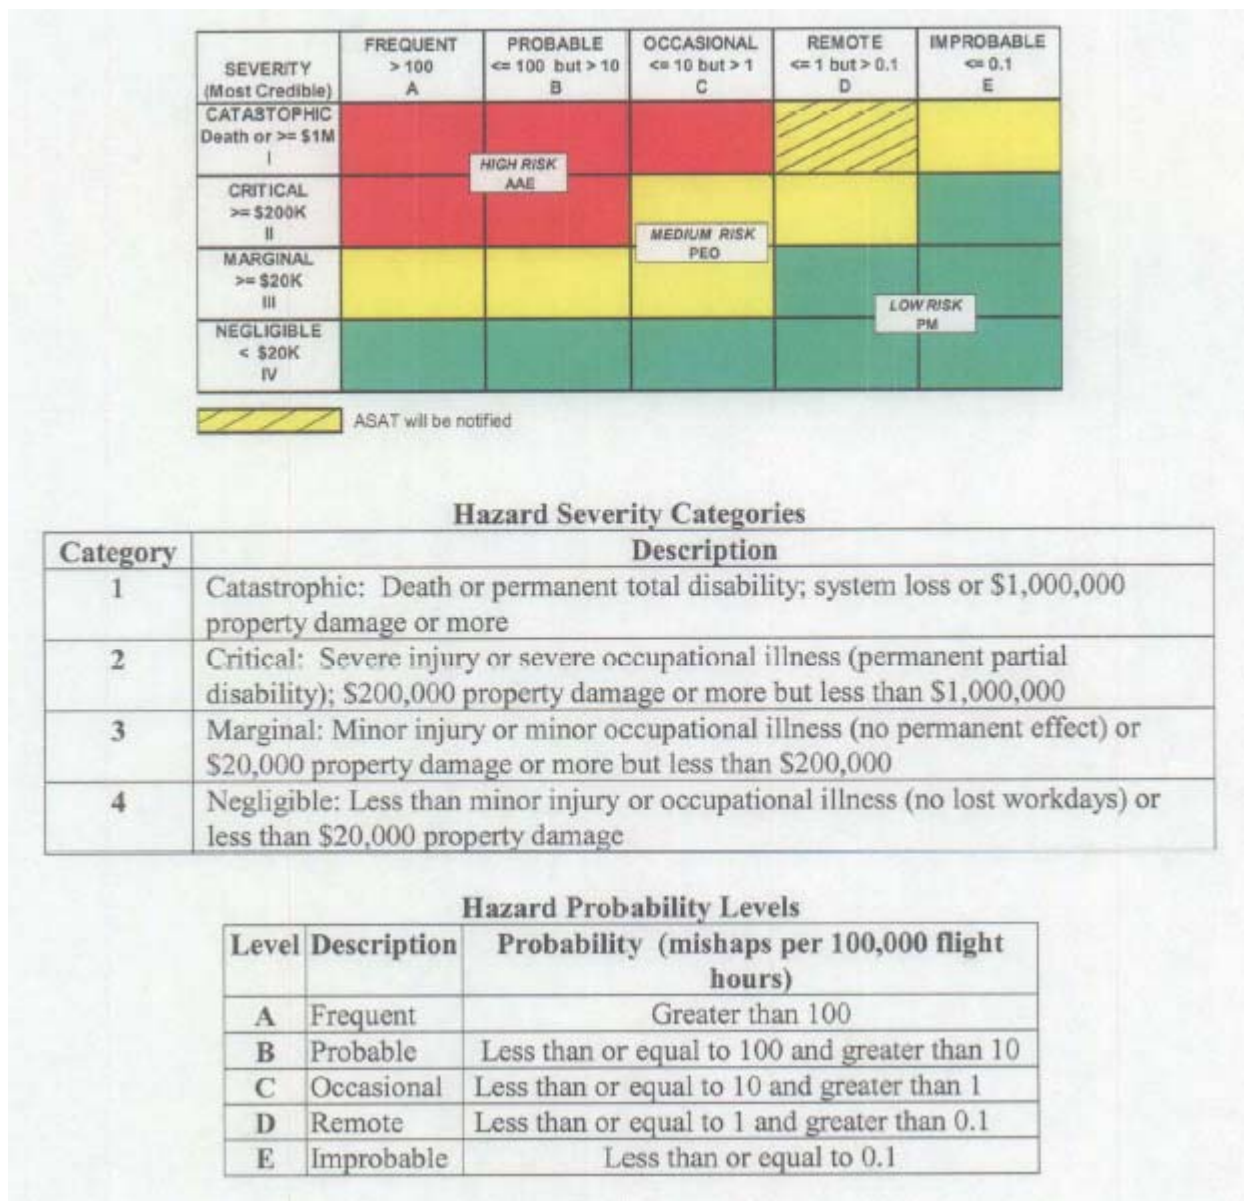 SEVERITY
(Most Credible)
FREQUENT
> 100
A
PROBABLE
<= 100 but > 10
B
OCCASIONAL
<= 10 but > 1
C
REMOTE
<= 1 but > 0.1
D
IMPROBABLE
<= 0.1
E
CATASTOPHIC
Death or >= $1M
I
HIGH RISK
AAE
CRITICAL
>= $200K
II
MEDIUM RISK
PEO
MARGINAL
>= $20K
III
LOW RISK
PM
NEGLIGIBLE
< $20K
IV
ASAT will be notified
Hazard Severity Categories
Category Description
1 Catastrophic: Death or permanent total disability; system loss or $1,000,000
property damage or more
2 Critical: Severe injury or severe occupational illness (permanent partial
disability); $200,000 property damage or more but less than $1,000,000
3 Marginal: Minor injury or minor occupational illness (no permanent effect) or
$20,000 property damage or more but less than $200,000
4 Negligible: Less than minor injury or occupational illness (no lost workdays) or
less than $20,000 property damage
Hazard Probability Levels
Level Description Probability (mishaps per 100,000 flight
hours)
A Frequent Greater than 100
B Probable Less than or equal to 100 and greater than 10
C Occasional Less than or equal to 10 and greater than 1
D Remote Less than or equal to 1 and greater than 0.1
E Improbable Less than or equal to 0.1